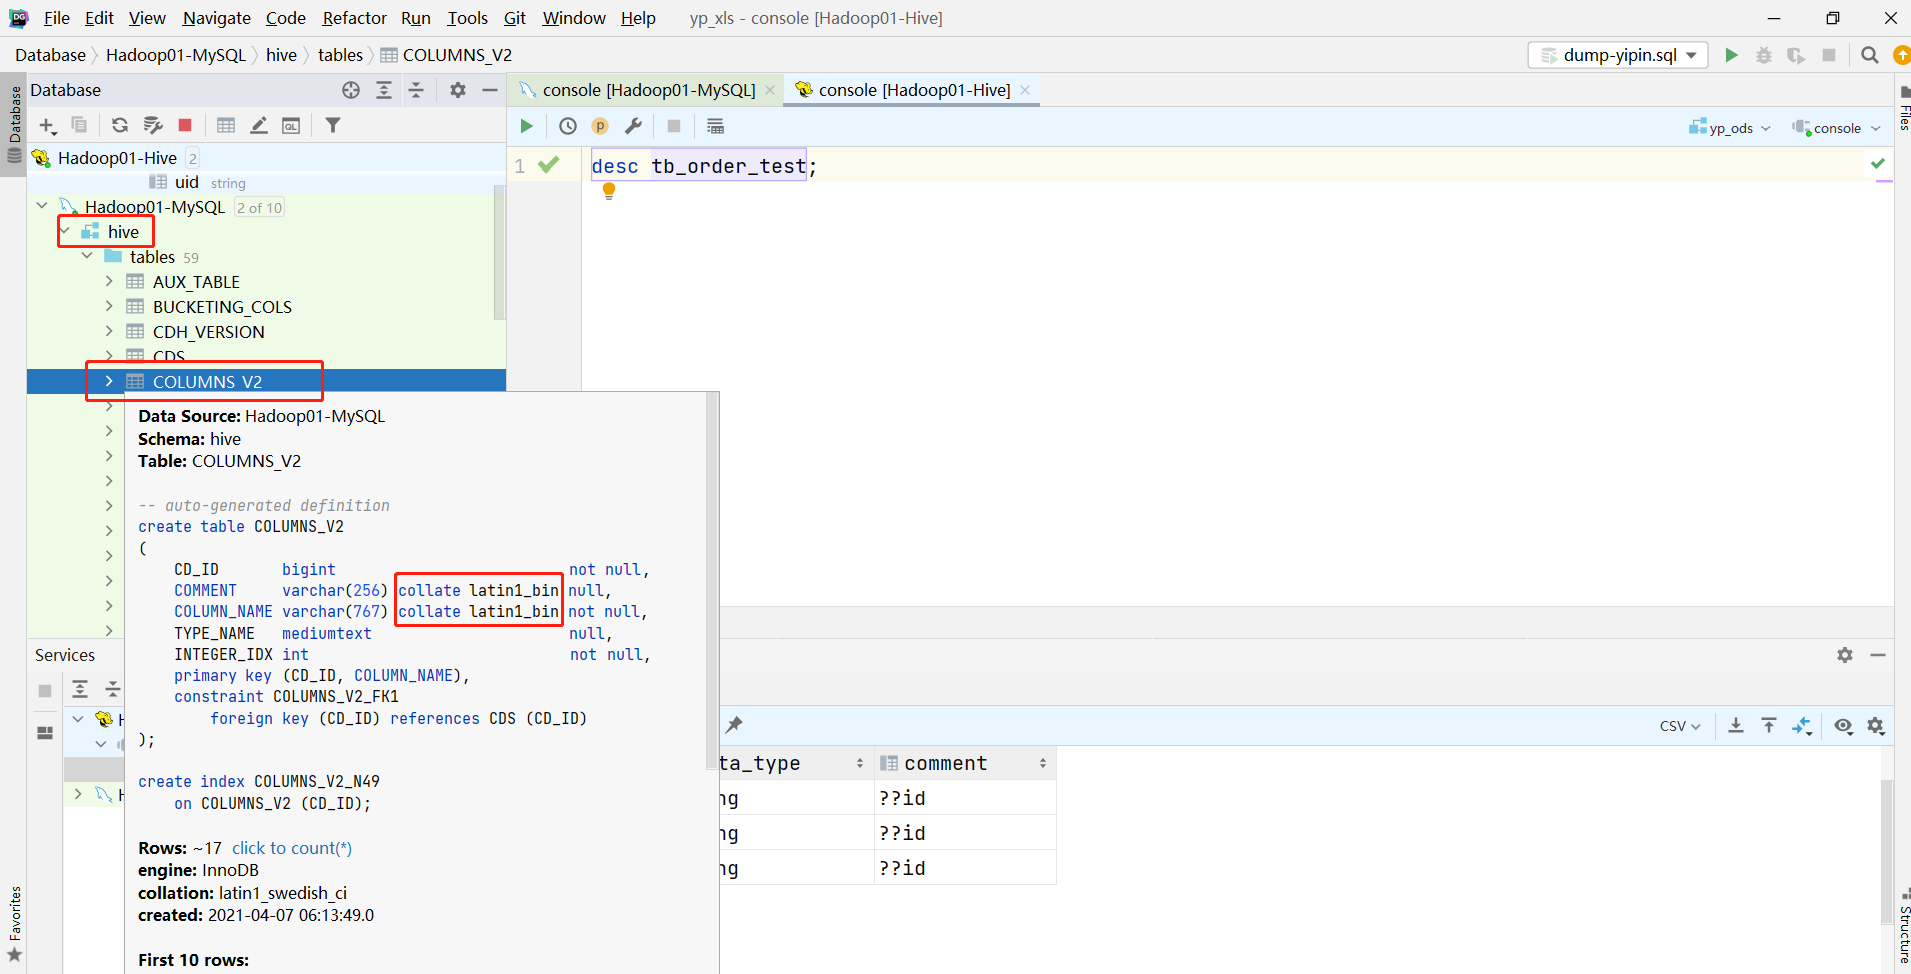 File Edit View Navigate Code Refactor Run Tools Git Window Help yp_xls - console [Hadoop01-Hive]
Database Hadoop01-MySQL hive tables COLUMNS_V2 dump-yipin.sql
Database
Database
console [Hadoop01-MySQL]
console [Hadoop01-Hive]
Files
yp_ods console
Hadoop01-Hive 2
uid string
Hadoop01-MySQL 2 of 10
hive
tables 59
AUX_TABLE
BUCKETING_COLS
CDH_VERSION
CDS
COLUMNS_V2
1 desc tb_order_test;
Data Source: Hadoop01-MySQL
Schema: hive
Table: COLUMNS_V2
-- auto-generated definition
create table COLUMNS_V2
(
CD_ID bigint not null,
COMMENT varchar(256) collate latin1_bin null,
COLUMN_NAME varchar(767) collate latin1_bin not null,
TYPE_NAME mediumtext null,
INTEGER_IDX int not null,
primary key (CD_ID, COLUMN_NAME),
constraint COLUMNS_V2_FK1
foreign key (CD_ID) references CDS (CD_ID)
);
create index COLUMNS_V2_N49
on COLUMNS_V2 (CD_ID);
Rows: ~17 click to count(*)
engine: InnoDB
collation: latin1_swedish_ci
created: 2021-04-07 06:13:49.0
First 10 rows:
Services
H
H
CSV
ta_type comment
ng ??id
ng ??id
ng ??id
Favorites
Structure